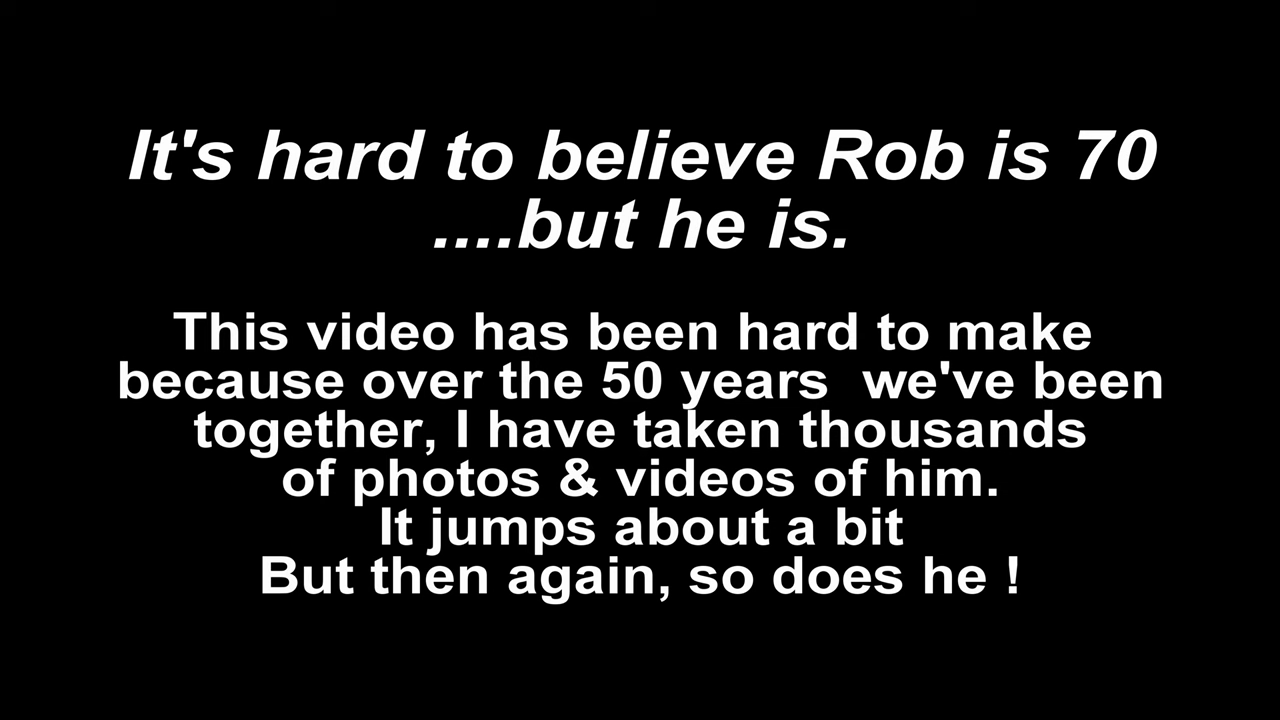 It's hard to believe Rob is 70
....but he is.
This video has been hard to make
because over the 50 years  we've been
together, I have taken thousands
of photos & videos of him.
It jumps about a bit
But then again, so does he !